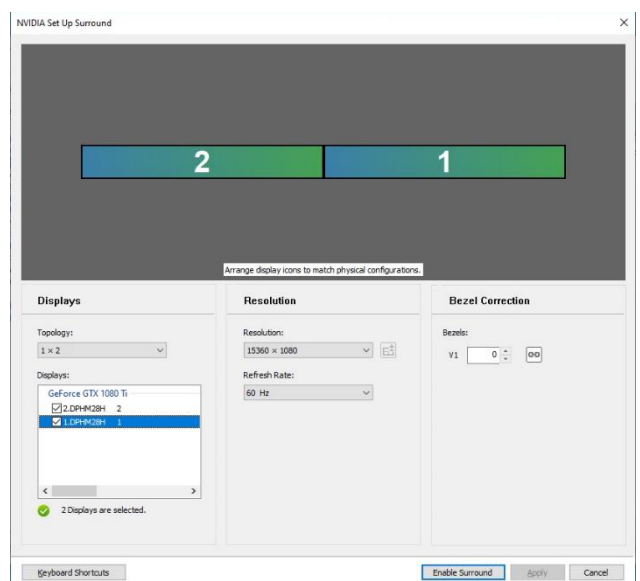 NVIDIA Set Up Surround
2
1
Arrange display icons to match physical configurations.
Displays
Topology:
1 × 2
Displays:
GeForce GTX 1080 Ti
2.DPHM28H 2
1.DPHM28H 1
2 Displays are selected.
Resolution
Resolution:
15360 × 1080
Refresh Rate:
60 Hz
Bezel Correction
Bezels:
V1 0
Keyboard Shortcuts
Enable Surround
Apply
Cancel